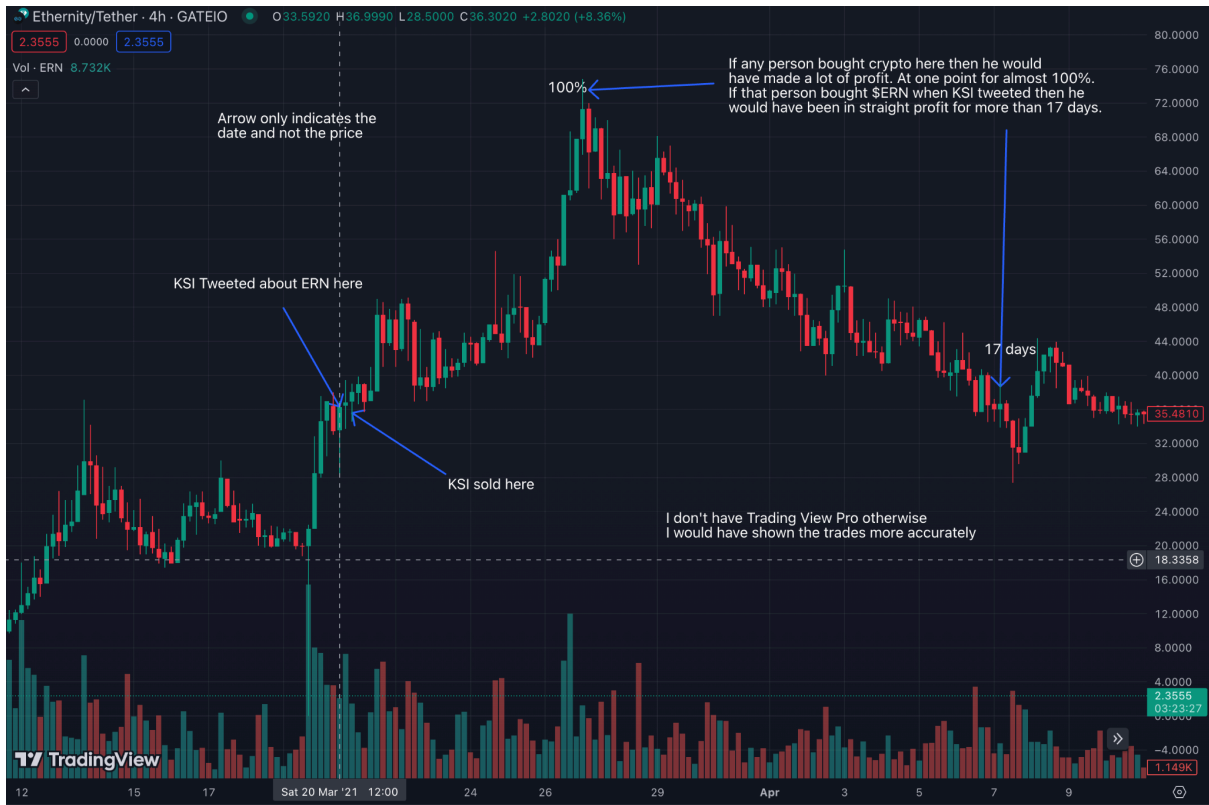 Ethernity/Tether · 4h · GATEIO O33.5920 H36.9990 L28.5000 C36.3020 +2.8020 (+8.36%)
2.3555 0.0000 2.3555
Vol · ERN 8.732K
80.0000
76.0000
72.0000
68.0000
64.0000
60.0000
56.0000
52.0000
48.0000
44.0000
40.0000
35.4810
32.0000
28.0000
24.0000
20.0000
18.3358
16.0000
12.0000
8.0000
4.0000
2.3555
03:23:27
0.0000
−4.0000
1.149K
100%
If any person bought crypto here then he would
have made a lot of profit. At one point for almost 100%.
If that person bought $ERN when KSI tweeted then he
would have been in straight profit for more than 17 days.
Arrow only indicates the
date and not the price
KSI Tweeted about ERN here
17 days
KSI sold here
I don't have Trading View Pro otherwise
I would have shown the trades more accurately
TradingView
12 15 17 Sat 20 Mar '21 12:00 24 26 29 Apr 3 5 7 9